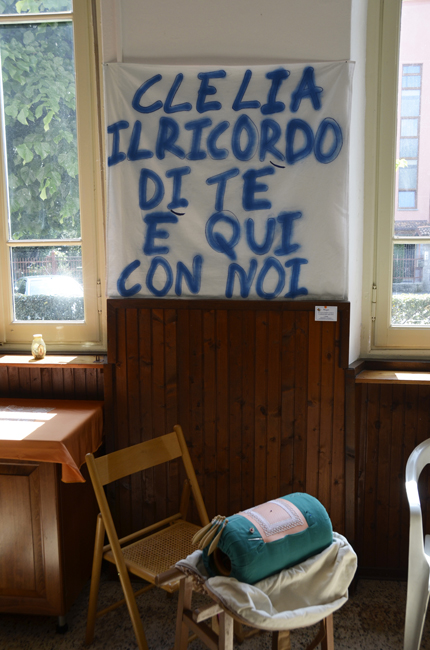 CLELIA
IL RICORDO
DI TE
E QUI
CON NOI